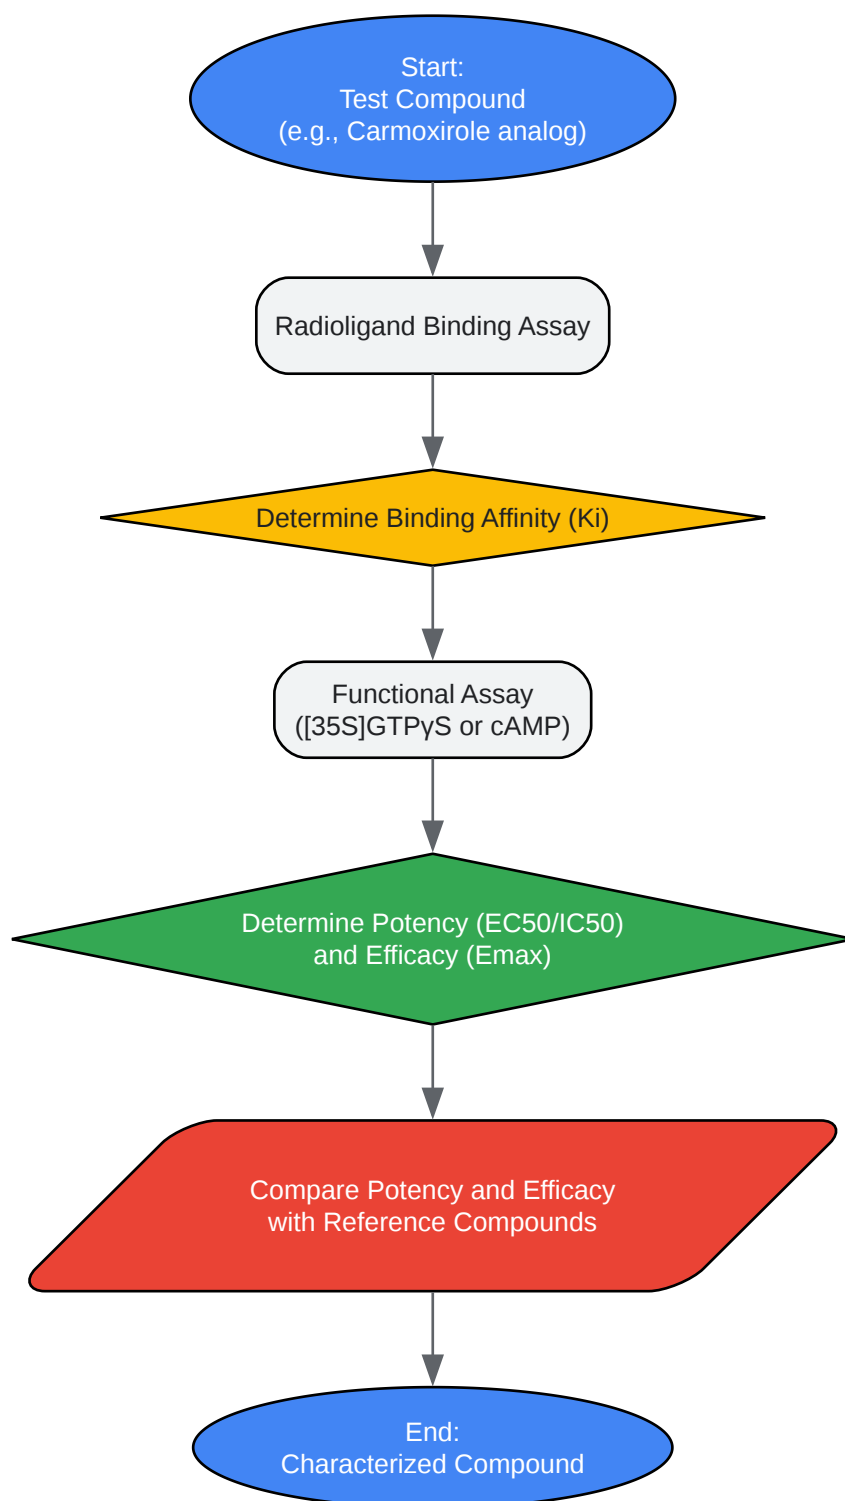 Start:
Test Compound
(e.g., Carmoxirole analog)
Radioligand Binding Assay
Determine Binding Affinity (Ki)
Functional Assay
([35S]GTPγS or cAMP)
Determine Potency (EC50/IC50)
and Efficacy (Emax)
Compare Potency and Efficacy
with Reference Compounds
End:
Characterized Compound